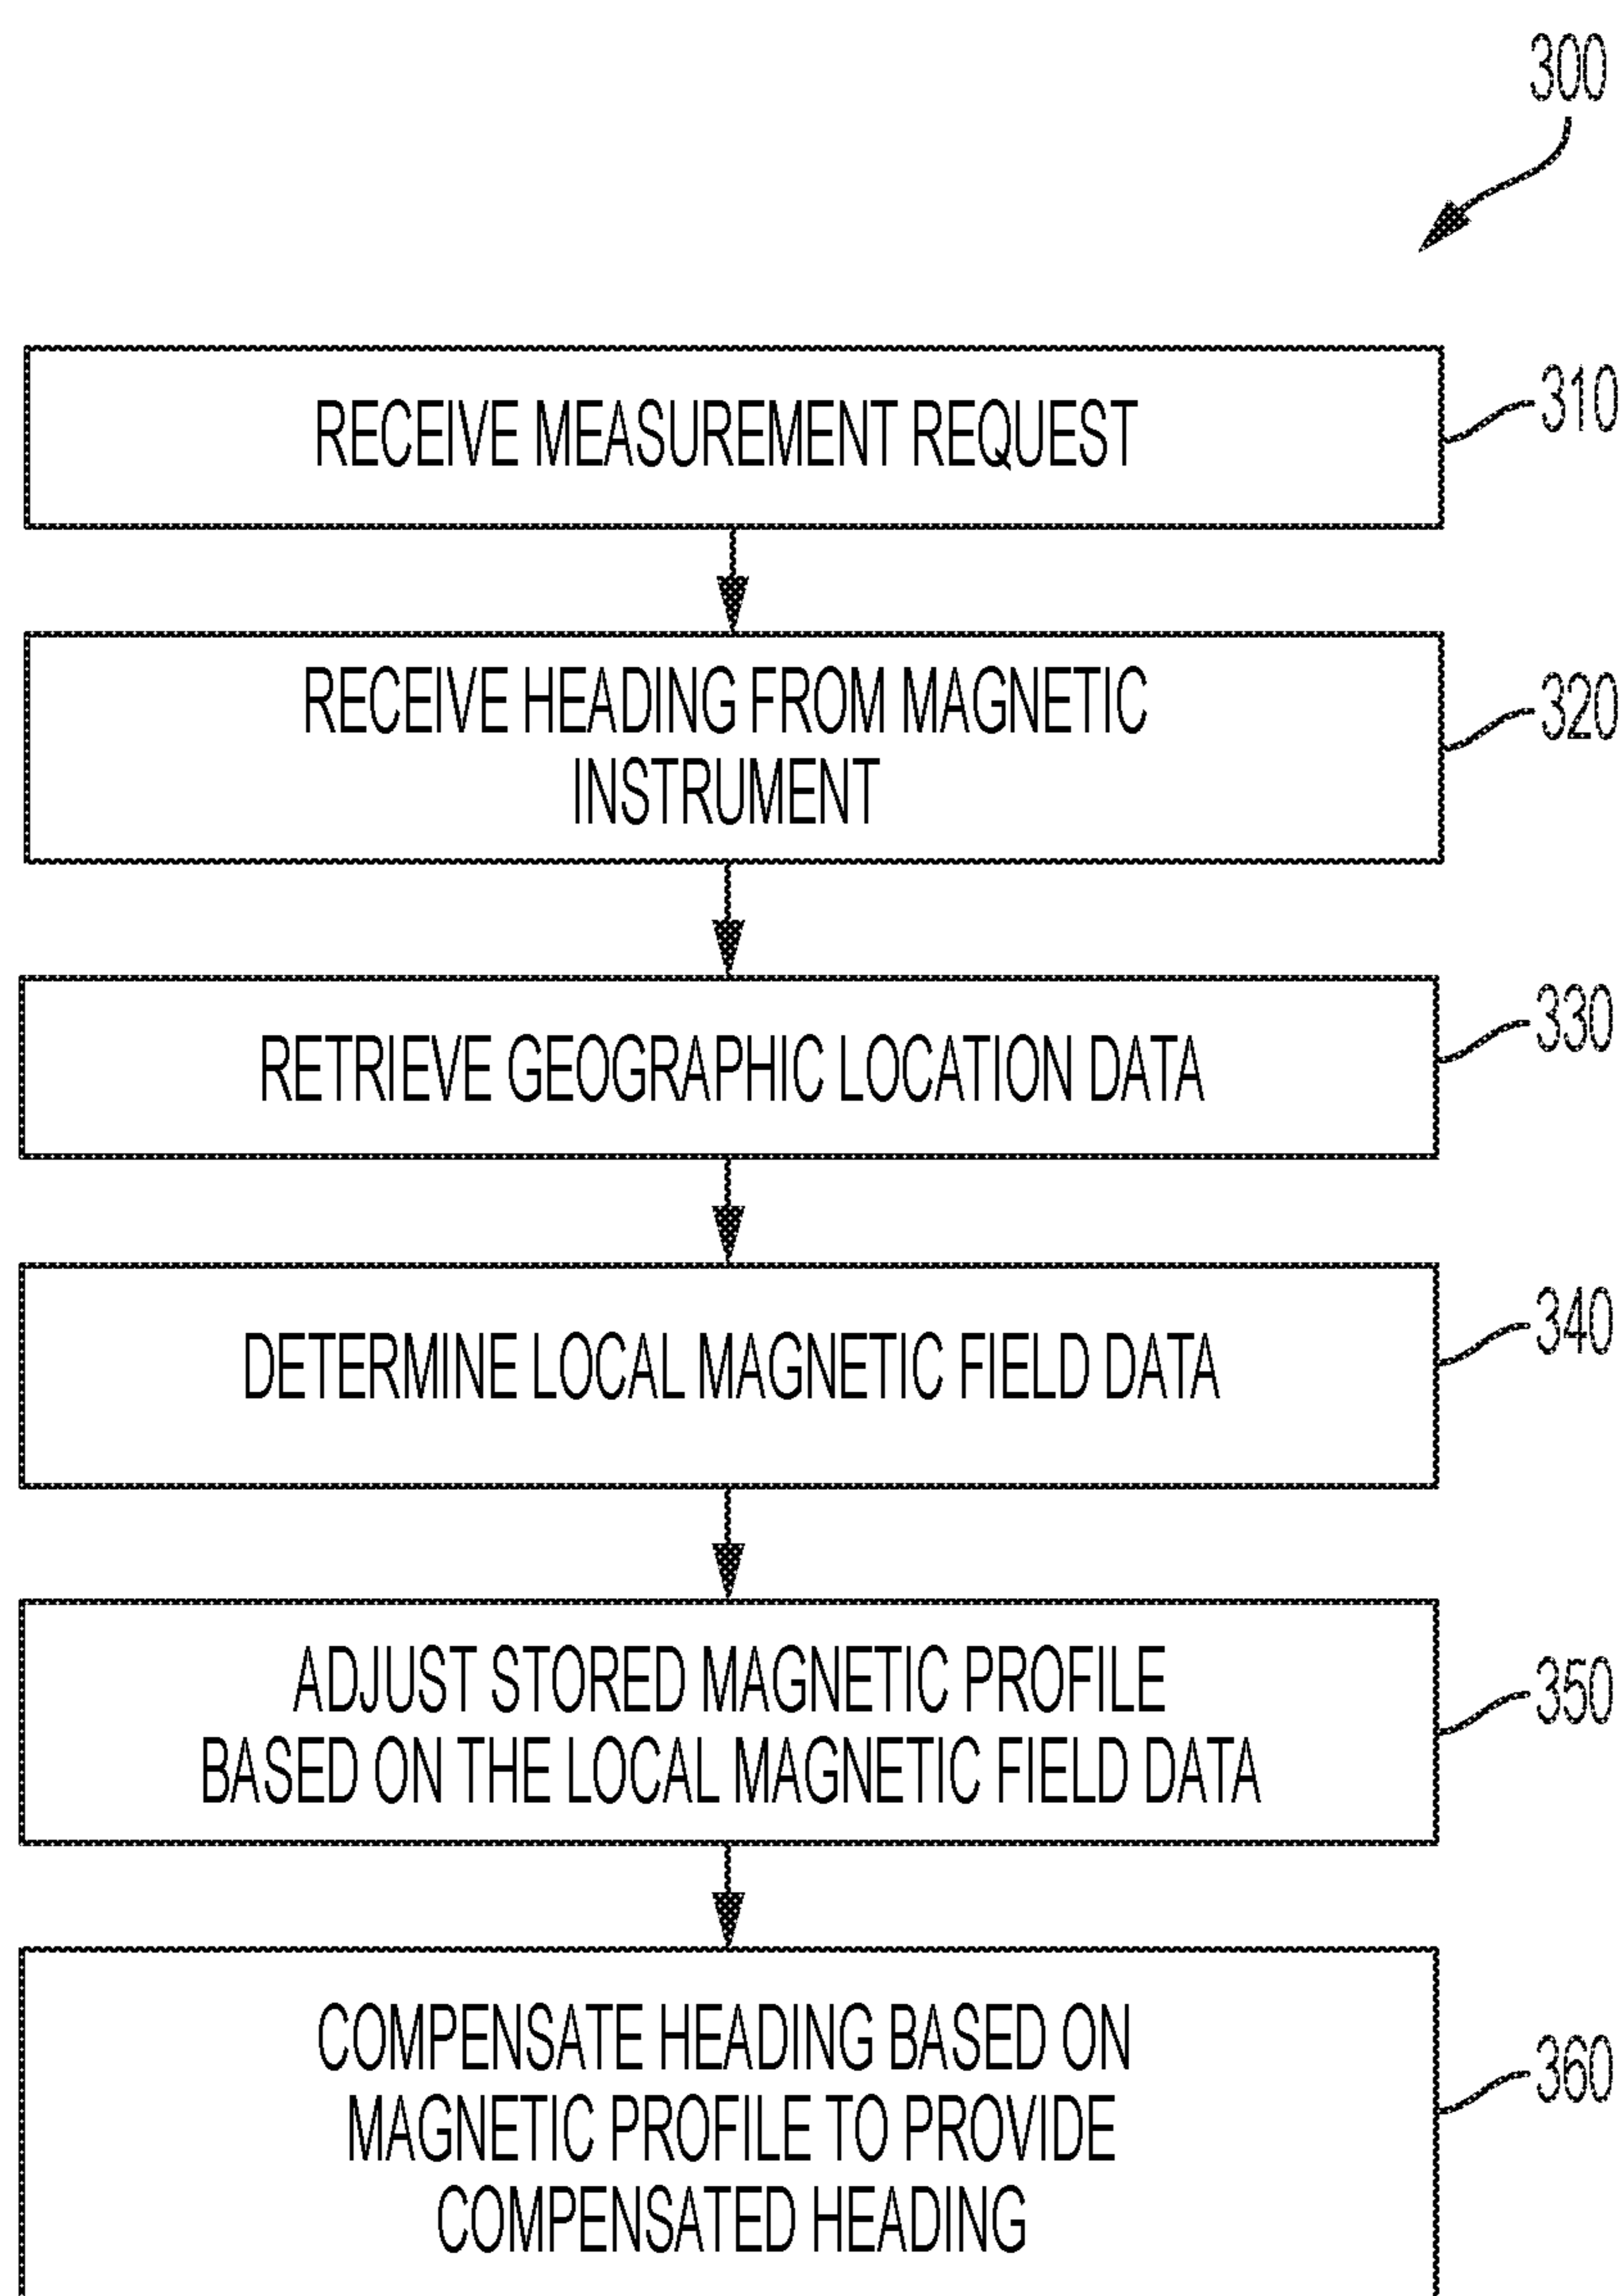 300
RECEIVE MEASUREMENT REQUEST
310
RECEIVE HEADING FROM MAGNETIC
INSTRUMENT
320
RETRIEVE GEOGRAPHIC LOCATION DATA
330
DETERMINE LOCAL MAGNETIC FIELD DATA
340
ADJUST STORED MAGNETIC PROFILE
BASED ON THE LOCAL MAGNETIC FIELD DATA
350
COMPENSATE HEADING BASED ON
MAGNETIC PROFILE TO PROVIDE
COMPENSATED HEADING
360